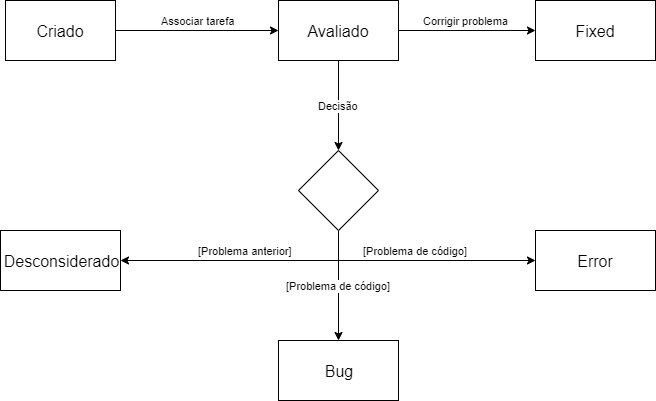 Criado
Associar tarefa
Avaliado
Corrigir problema
Fixed
Decisão
[Problema anterior]
[Problema de código]
Desconsiderado
Error
[Problema de código]
Bug